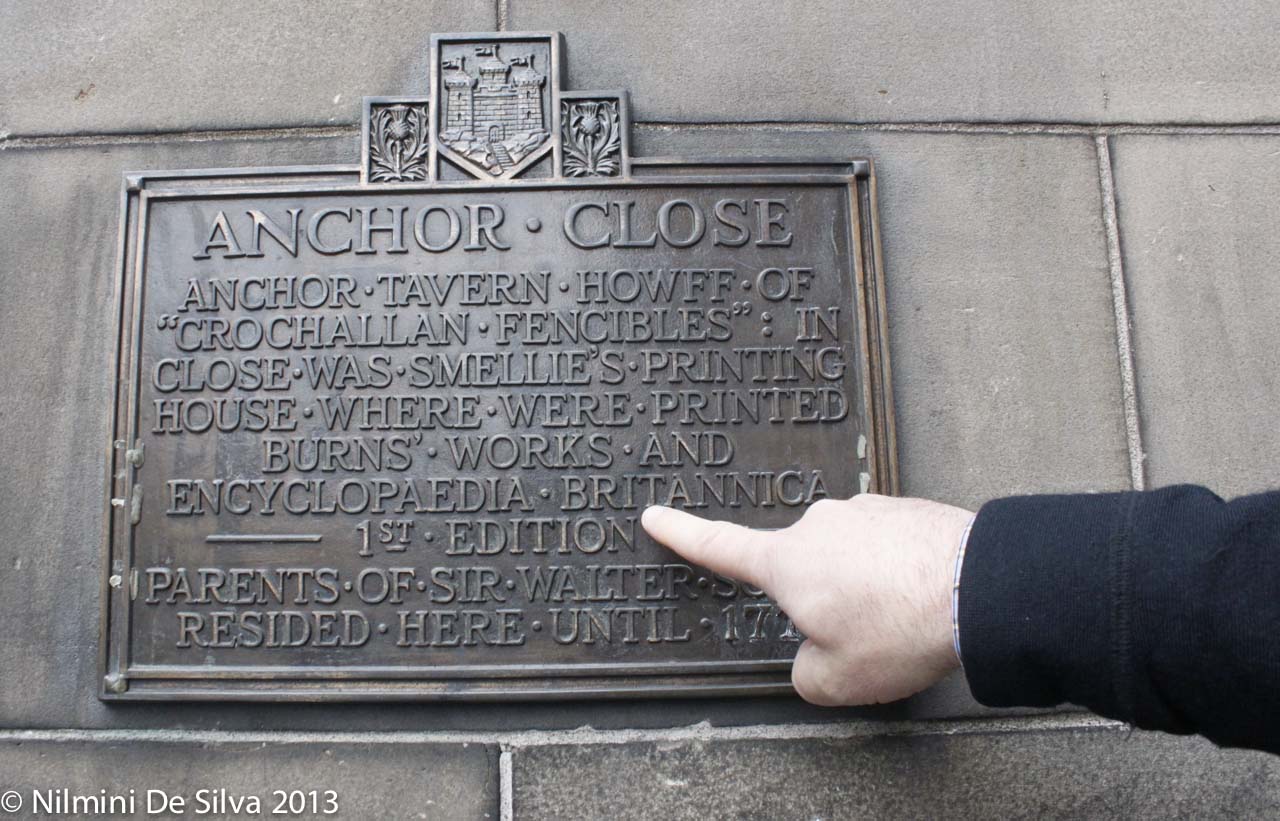 ANCHOR · CLOSE
ANCHOR · TAVERN · HOWFF · OF
“CROCHALLAN · FENCIBLES” : IN
CLOSE · WAS · SMELLIE'S · PRINTING
HOUSE · WHERE · WERE · PRINTED
BURNS' · WORKS · AND
ENCYCLOPAEDIA · BRITANNICA
1ST · EDITION
PARENTS · OF · SIR · WALTER
RESIDED · HERE · UNTIL ·
© Nilmini De Silva 2013